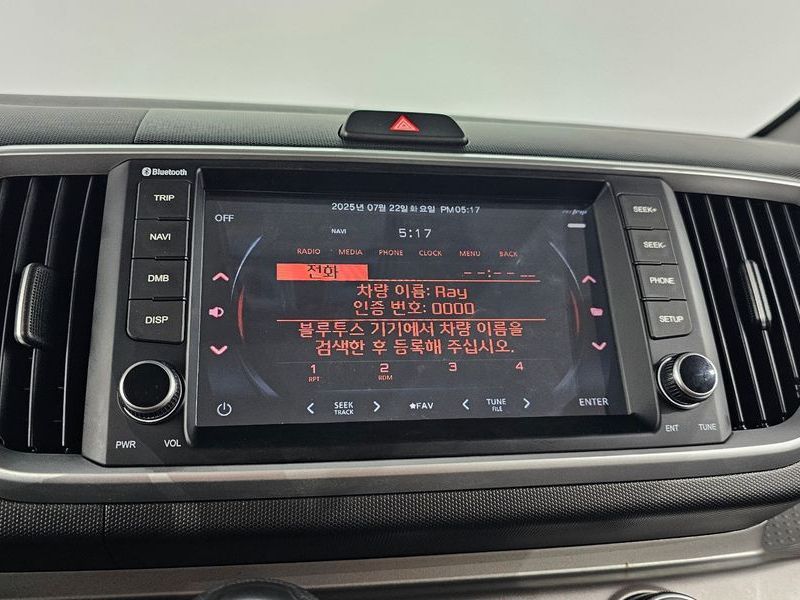 Bluetooth
TRIP
NAVI
DMB
DISP
PWR
VOL
OFF
2025년 07월 22일 화요일 PM 05:17
NAVI
5:17
RADIO MEDIA PHONE CLOCK MENU BACK
전화
--:-- --
차량 이름: Ray
인증 번호: 0000
블루투스 기기에서 차량 이름을
검색한 후 등록해 주십시오.
1 2 3 4
RPT RDM
SEEK
TRACK
★FAV
TUNE
FILE
ENTER
SEEK+
SEEK-
PHONE
SETUP
ENT
TUNE